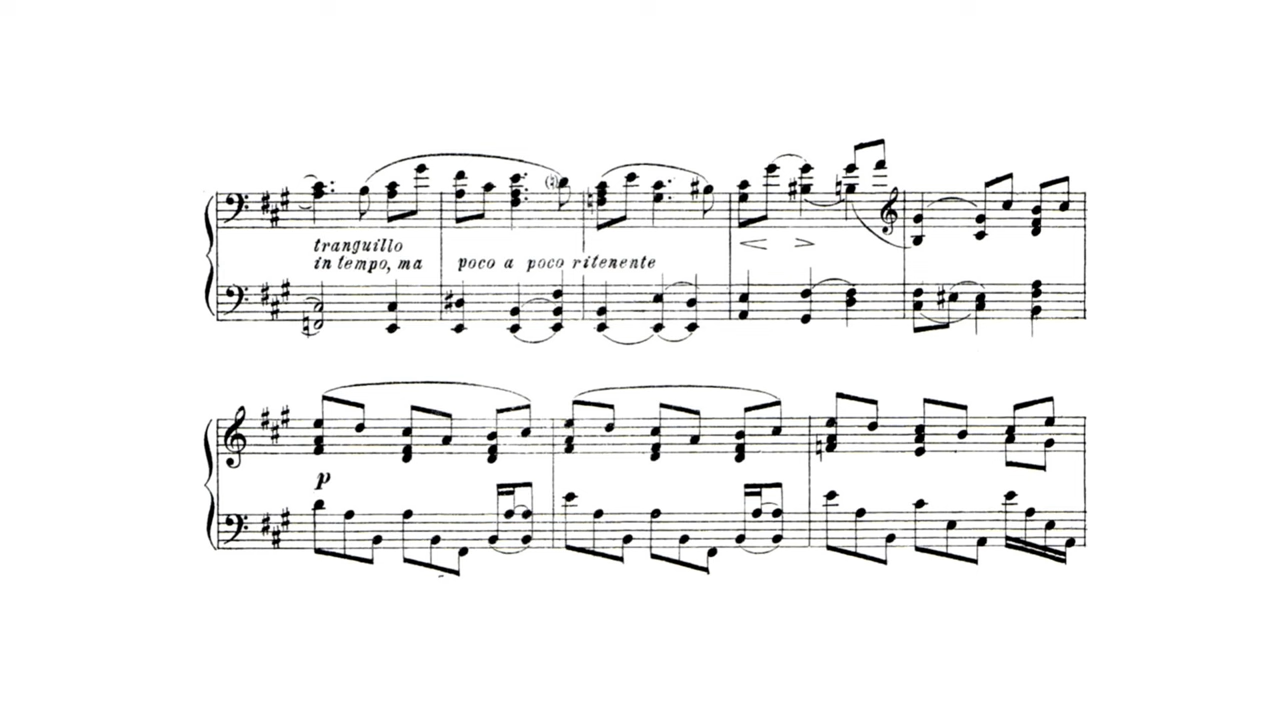 tranquillo
in tempo, ma poco a poco ritenente
p